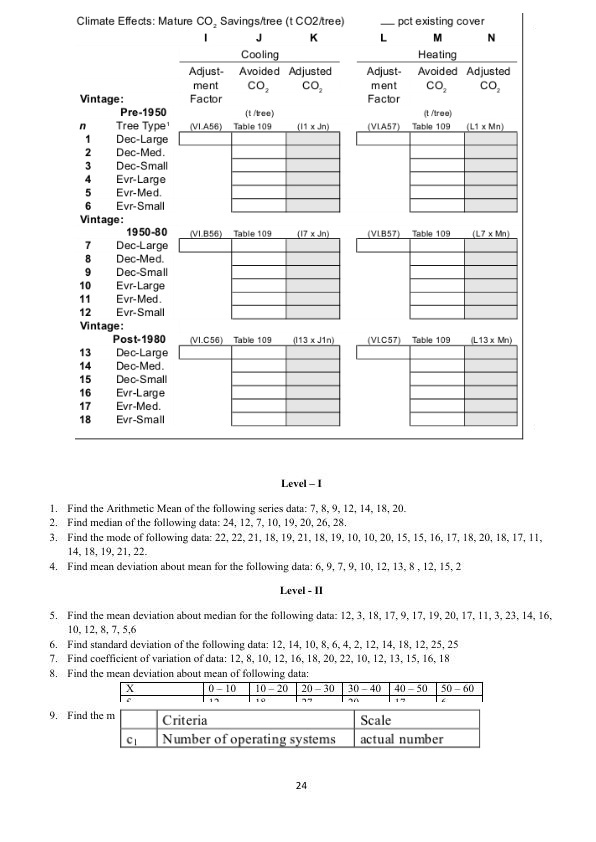 Climate Effects: Mature CO2 Savings/tree (t CO2/tree) __ pct existing cover
I J K L M N
Cooling Heating
Adjust- Avoided Adjusted Adjust- Avoided Adjusted
ment CO2 CO2 ment CO2 CO2
Vintage: Factor Factor
Pre-1950 (t /tree) (t /tree)
n Tree Type¹ (VI.A56) Table 109 (I1 x Jn) (VI.A57) Table 109 (L1 x Mn)
1 Dec-Large
2 Dec-Med.
3 Dec-Small
4 Evr-Large
5 Evr-Med.
6 Evr-Small
Vintage:
1950-80 (VI.B56) Table 109 (I7 x Jn) (VI.B57) Table 109 (L7 x Mn)
7 Dec-Large
8 Dec-Med.
9 Dec-Small
10 Evr-Large
11 Evr-Med.
12 Evr-Small
Vintage:
Post-1980 (VI.C56) Table 109 (I13 x J1n) (VI.C57) Table 109 (L13 x Mn)
13 Dec-Large
14 Dec-Med.
15 Dec-Small
16 Evr-Large
17 Evr-Med.
18 Evr-Small
Level – I
1. Find the Arithmetic Mean of the following series data: 7, 8, 9, 12, 14, 18, 20.
2. Find median of the following data: 24, 12, 7, 10, 19, 20, 26, 28.
3. Find the mode of following data: 22, 22, 21, 18, 19, 21, 18, 19, 10, 10, 20, 15, 15, 16, 17, 18, 20, 18, 17, 11,
14, 18, 19, 21, 22.
4. Find mean deviation about mean for the following data: 6, 9, 7, 9, 10, 12, 13, 8 , 12, 15, 2
Level - II
5. Find the mean deviation about median for the following data: 12, 3, 18, 17, 9, 17, 19, 20, 17, 11, 3, 23, 14, 16,
10, 12, 8, 7, 5,6
6. Find standard deviation of the following data: 12, 14, 10, 8, 6, 4, 2, 12, 14, 18, 12, 25, 25
7. Find coefficient of variation of data: 12, 8, 10, 12, 16, 18, 20, 22, 10, 12, 13, 15, 16, 18
8. Find the mean deviation about mean of following data:
X 0 – 10 10 – 20 20 – 30 30 – 40 40 – 50 50 – 60
9. Find the m
Criteria Scale
c1 Number of operating systems actual number
24